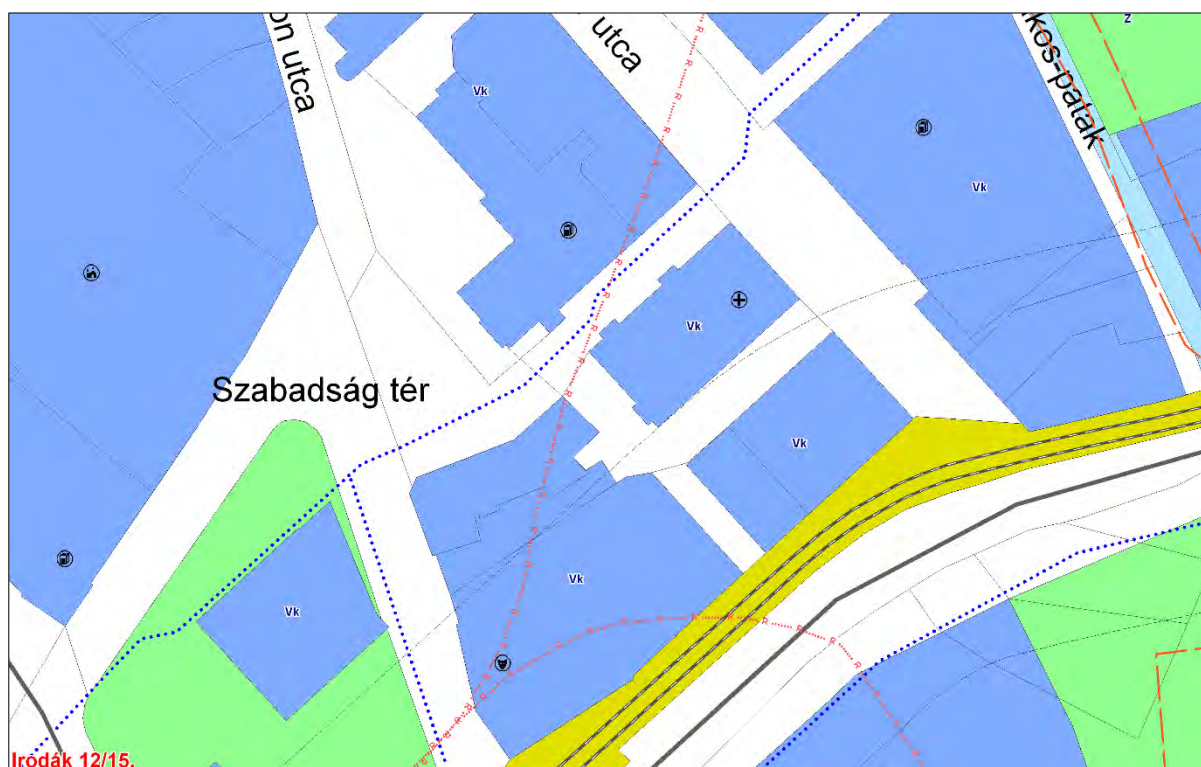 on utca
utca
kos-patak
z
Vk
Vk
Vk
Vk
Szabadság tér
Vk
Vk
Vk
Irodák 12/15.